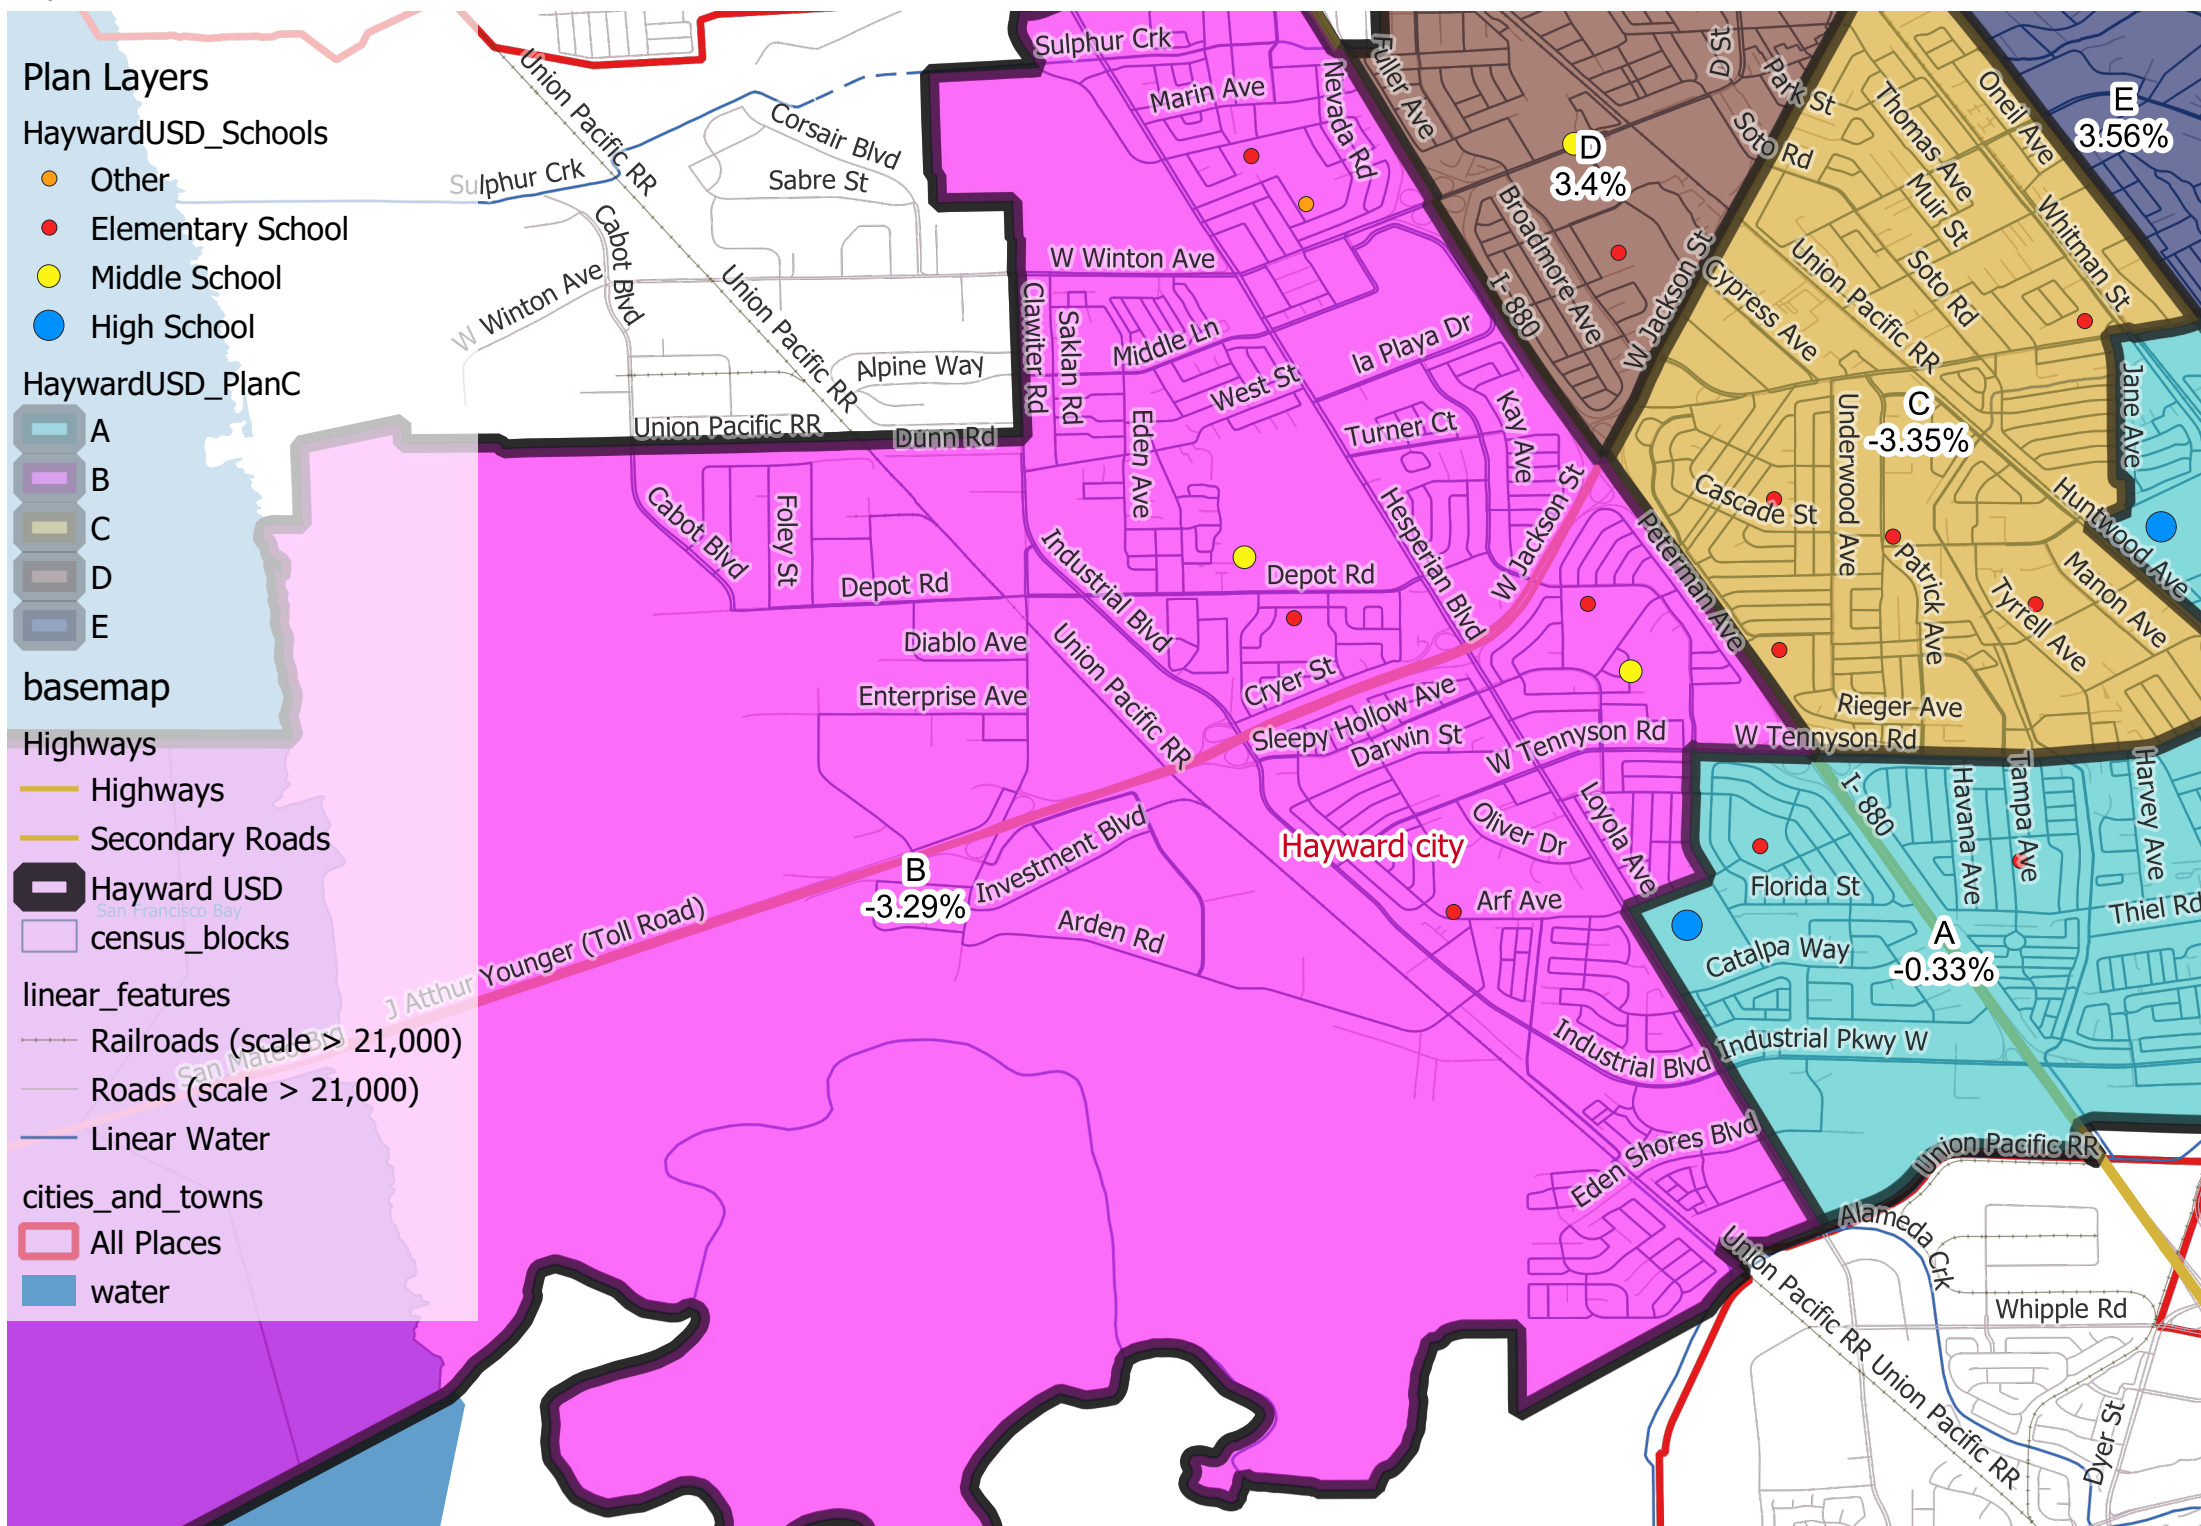 Plan Layers
HaywardUSD_Schools
Other
Elementary School
Middle School
High School
HaywardUSD_PlanC
A
B
C
D
E
basemap
Highways
Highways
Secondary Roads
Hayward USD
San Francisco Bay
census_blocks
linear_features
Railroads (scale > 21,000)
San Mateo Brg
Roads (scale > 21,000)
Linear Water
cities_and_towns
All Places
water
Union Pacific RR
Sulphur Crk
Corsair Blvd
Sabre St
Cabot Blvd
W Winton Ave
Union Pacific RR
Alpine Way
Union Pacific RR
Dunn Rd
Sulphur Crk
Marin Ave
Nevada Rd
Fuller Ave
D St
Park St
Soto Rd
D
3.4%
Broadmore Ave
I- 880
W Jackson St
Thomas Ave
Oneil Ave
E
3.56%
Muir St
Whitman St
Soto Rd
Union Pacific RR
Cypress Ave
W Winton Ave
Clawiter Rd
Saklan Rd
Middle Ln
la Playa Dr
West St
Eden Ave
Turner Ct
Kay Ave
Jane Ave
C
-3.35%
Underwood Ave
Cascade St
Huntwood Ave
Patrick Ave
Manon Ave
Tyrrell Ave
Peterman Ave
Rieger Ave
W Tennyson Rd
Cabot Blvd
Foley St
Depot Rd
Industrial Blvd
Depot Rd
Hesperian Blvd
W Jackson St
Diablo Ave
Enterprise Ave
Union Pacific RR
Cryer St
Sleepy Hollow Ave
Darwin St
W Tennyson Rd
Loyola Ave
Oliver Dr
Hayward city
Investment Blvd
B
-3.29%
J Atthur Younger (Toll Road)
Arden Rd
Arf Ave
I- 880
Havana Ave
Tampa Ave
Harvey Ave
Florida St
Thiel Rd
Catalpa Way
A
-0.33%
Industrial Pkwy W
Industrial Blvd
Eden Shores Blvd
Union Pacific RR
Alameda Crk
Union Pacific RR
Whipple Rd
Union Pacific RR
Dyer St